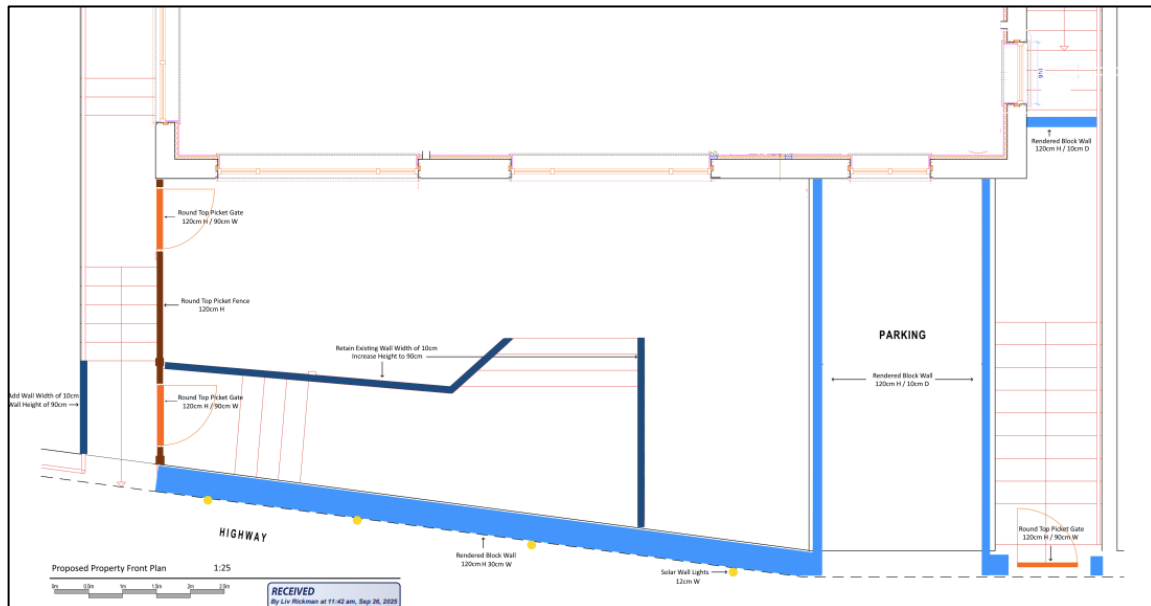 146
Rendered Block Wall
120cm H / 10cm D
Round Top Picket Gate
120cm H / 90cm W
Round Top Picket Fence
120cm H
Retain Existing Wall Width of 10cm
Increase Height to 90cm
PARKING
Rendered Block Wall
120cm H / 10cm D
Add Wall Width of 10cm
Wall Height of 90cm
Round Top Picket Gate
120cm H / 90cm W
HIGHWAY
Rendered Block Wall
120cm H 30cm W
Solar Wall Lights
12cm W
Round Top Picket Gate
120cm H / 90cm W
Proposed Property Front Plan 1:25
0m 0.5m 1m 1.5m 2m 2.5m
RECEIVED
By Liv Rickman at 11:42 am, Sep 26, 2025